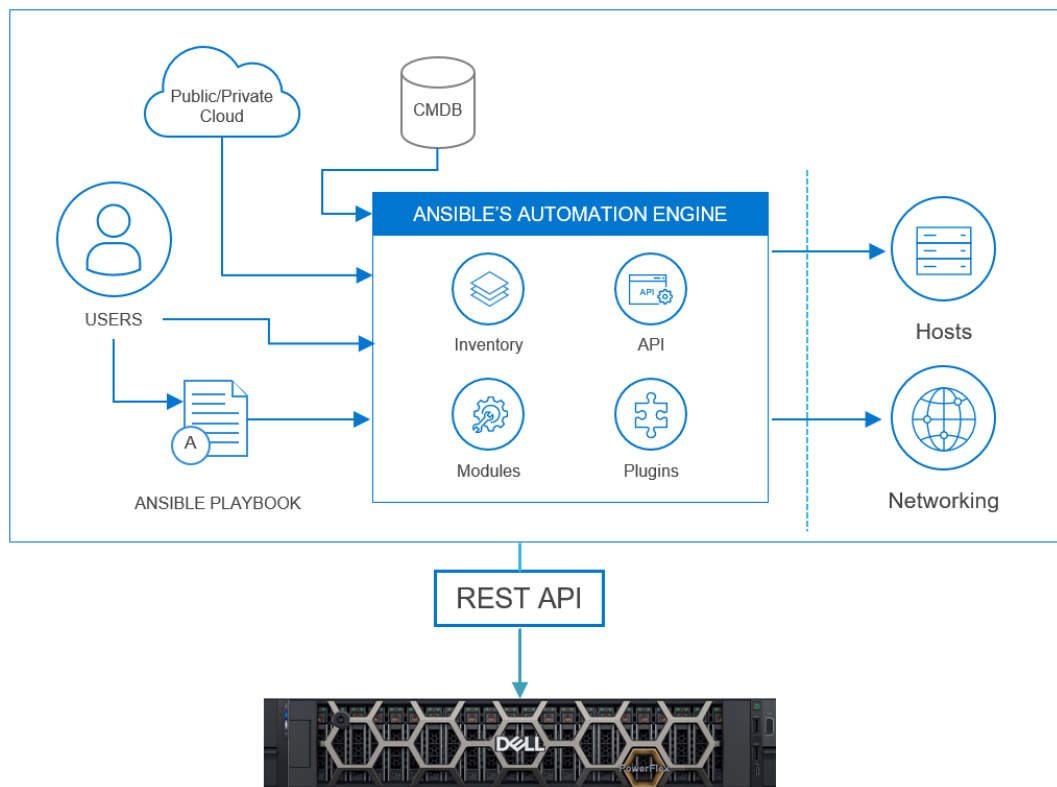 Public/Private
Cloud
CMDB
USERS
A
ANSIBLE PLAYBOOK
ANSIBLE'S AUTOMATION ENGINE
Inventory
API
API
Modules
Plugins
Hosts
Networking
REST API
DELL
PowerFlex